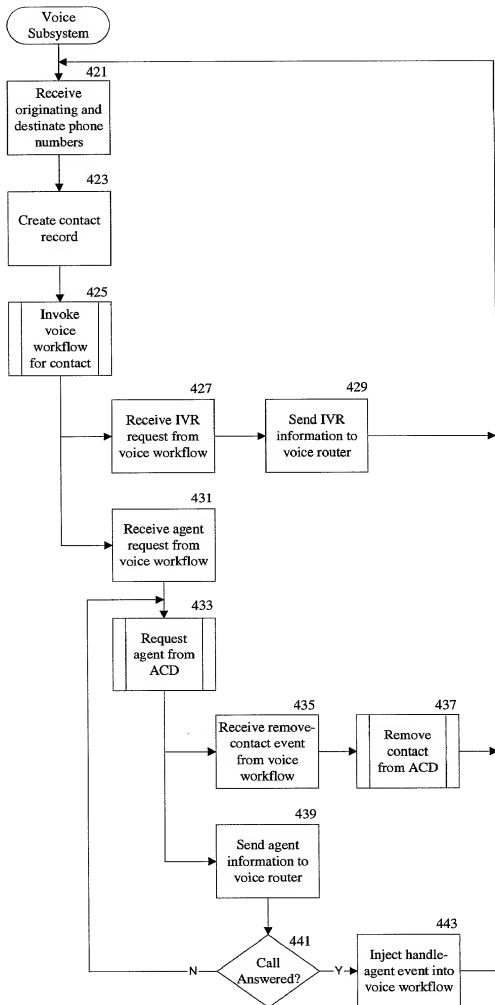 Voice
Subsystem
421
Receive
originating and
destinate phone
numbers
423
Create contact
record
425
Invoke
voice
workflow
for contact
427
Receive IVR
request from
voice workflow
429
Send IVR
information to
voice router
431
Receive agent
request from
voice workflow
433
Request
agent from
ACD
435
Receive remove-
contact event
from voice
workflow
437
Remove
contact
from ACD
439
Send agent
information to
voice router
441
Call
Answered?
N
Y
443
Inject handle-
agent event into
voice workflow